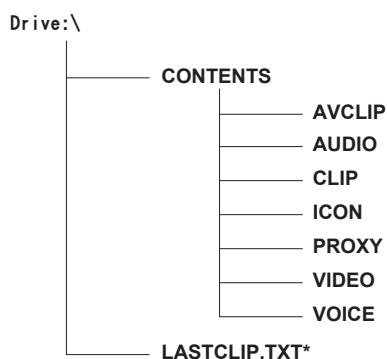 Drive:\
CONTENTS
AVCLIP
AUDIO
CLIP
ICON
PROXY
VIDEO
VOICE
LASTCLIP.TXT*